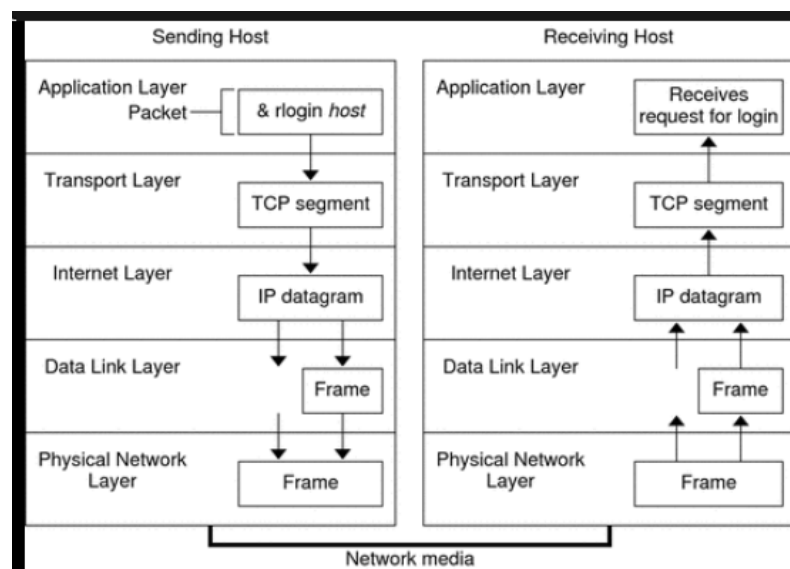 Sending Host
Receiving Host
Application Layer
Packet
& rlogin host
Transport Layer
TCP segment
Internet Layer
IP datagram
Data Link Layer
Frame
Physical Network
Layer
Frame
Application Layer
Receives
request for login
Transport Layer
TCP segment
Internet Layer
IP datagram
Data Link Layer
Frame
Physical Network
Layer
Frame
Network media